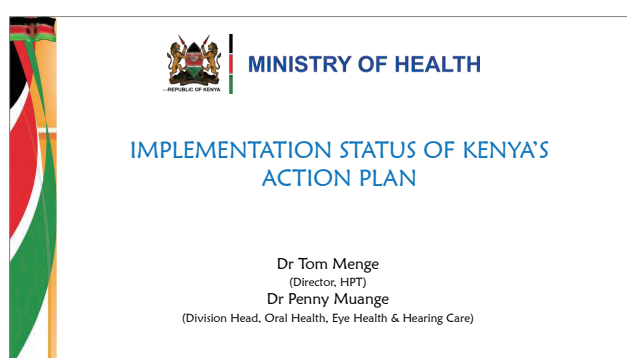 REPUBLIC OF KENYA
MINISTRY OF HEALTH
IMPLEMENTATION STATUS OF KENYA'S
ACTION PLAN
Dr Tom Menge
(Director, HPT)
Dr Penny Muange
(Division Head, Oral Health, Eye Health & Hearing Care)